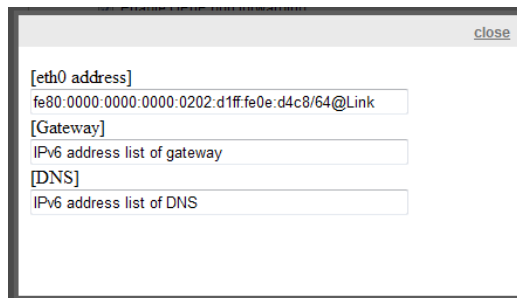 close
[eth0 address]
fe80:0000:0000:0000:0202:d1ff:fe0e:d4c8/64@Link
[Gateway]
IPv6 address list of gateway
[DNS]
IPv6 address list of DNS